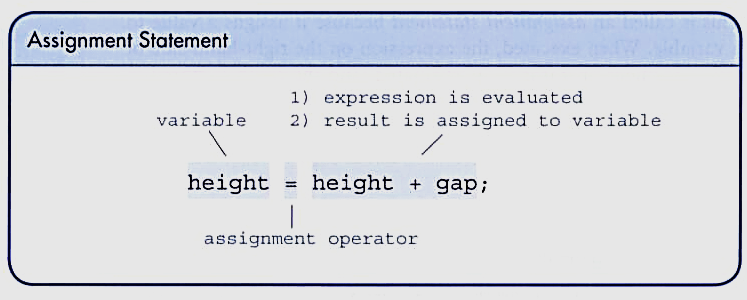 Assignment Statement
1) expression is evaluated
variable 2) result is assigned to variable
height = height + gap;
assignment operator